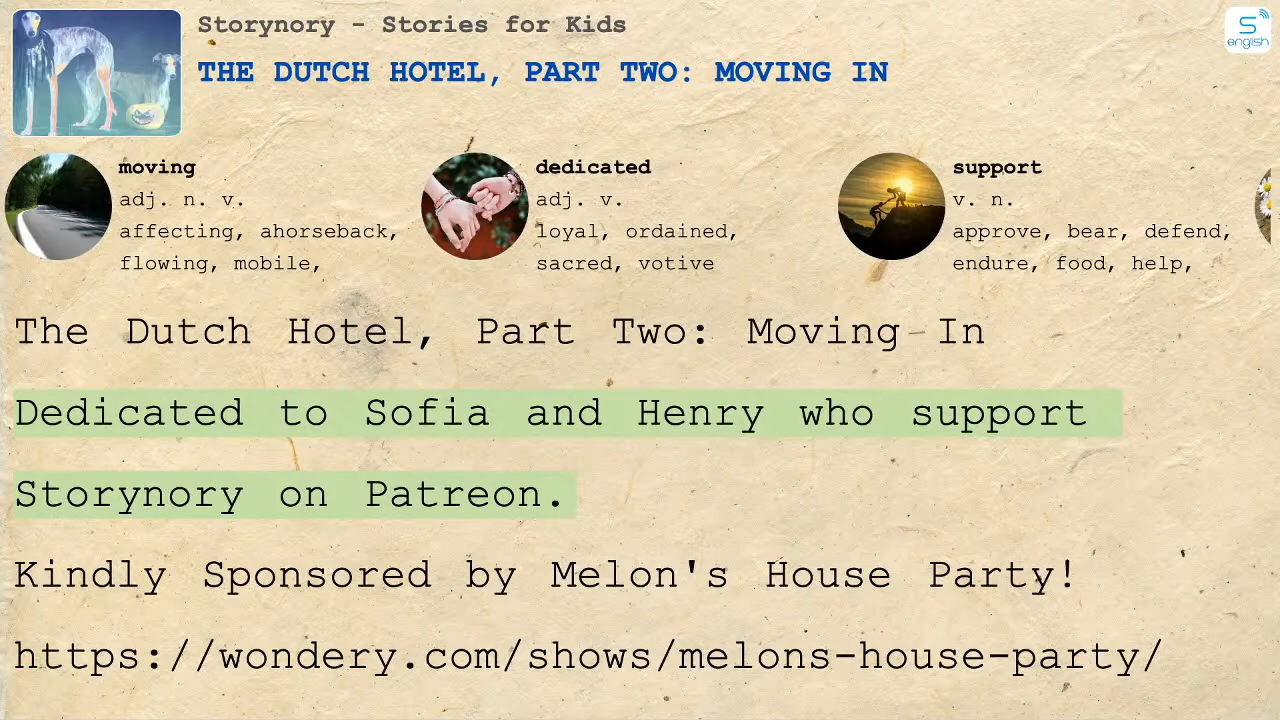 Storynory - Stories for Kids
THE DUTCH HOTEL, PART TWO: MOVING IN
S
english
moving
adj. n. v.
affecting, ahorseback,
flowing, mobile,
dedicated
adj. v.
loyal, ordained,
sacred, votive
support
v. n.
approve, bear, defend,
endure, food, help,
The Dutch Hotel, Part Two: Moving In
Dedicated to Sofia and Henry who support
Storynory on Patreon.
Kindly Sponsored by Melon's House Party!
https://wondery.com/shows/melons-house-party/